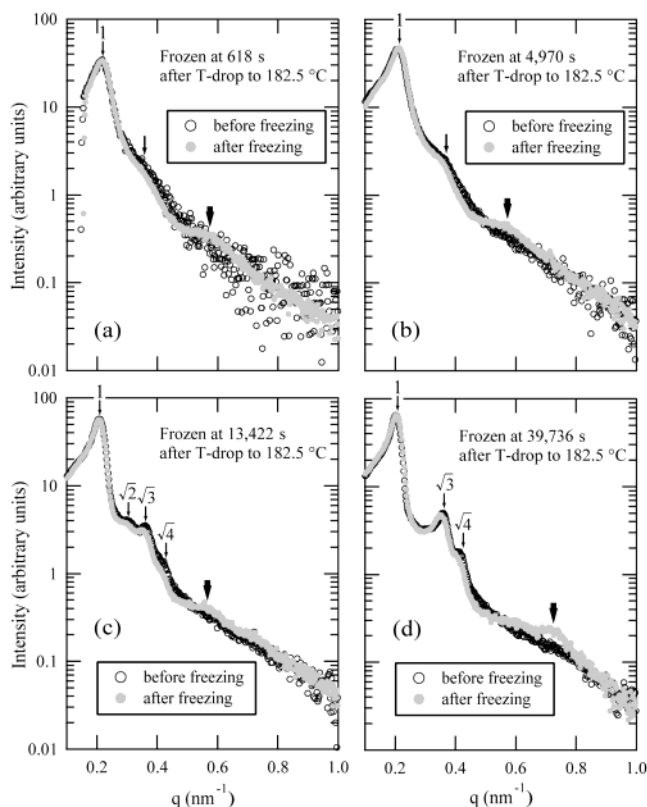 1
Frozen at 618 s
after T-drop to 182.5 °C
before freezing
after freezing
(a)
1
Frozen at 4,970 s
after T-drop to 182.5 °C
before freezing
after freezing
(b)
100
10
1
0.1
0.01
Intensity (arbitrary units)
1
Frozen at 13,422 s
after T-drop to 182.5 °C
√2
√3
√4
(c)
before freezing
after freezing
1
Frozen at 39,736 s
after T-drop to 182.5 °C
√3
√4
(d)
before freezing
after freezing
100
10
1
0.1
0.01
Intensity (arbitrary units)
0.2 0.4 0.6 0.8 1.0
0.2 0.4 0.6 0.8 1.0
q (nm⁻¹)
q (nm⁻¹)